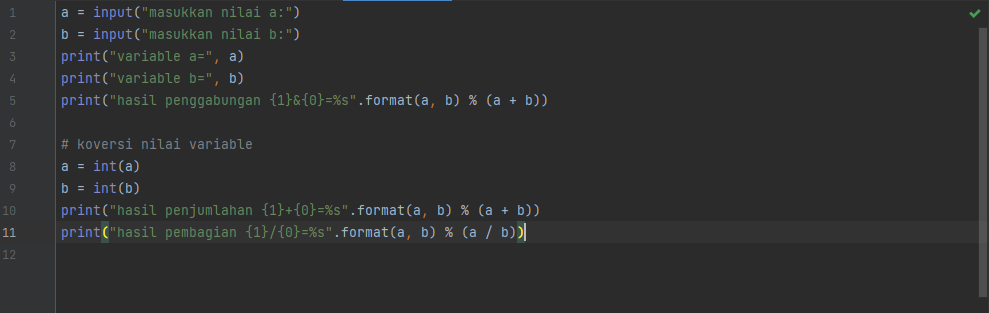 1 a = input("masukkan nilai a:")
2 b = input("masukkan nilai b:")
3 print("variable a=", a)
4 print("variable b=", b)
5 print("hasil penggabungan {1}&{0}=%s".format(a, b) % (a + b))
6
7 # koversi nilai variable
8 a = int(a)
9 b = int(b)
10 print("hasil penjumlahan {1}+{0}=%s".format(a, b) % (a + b))
11 print("hasil pembagian {1}/{0}=%s".format(a, b) % (a / b))
12